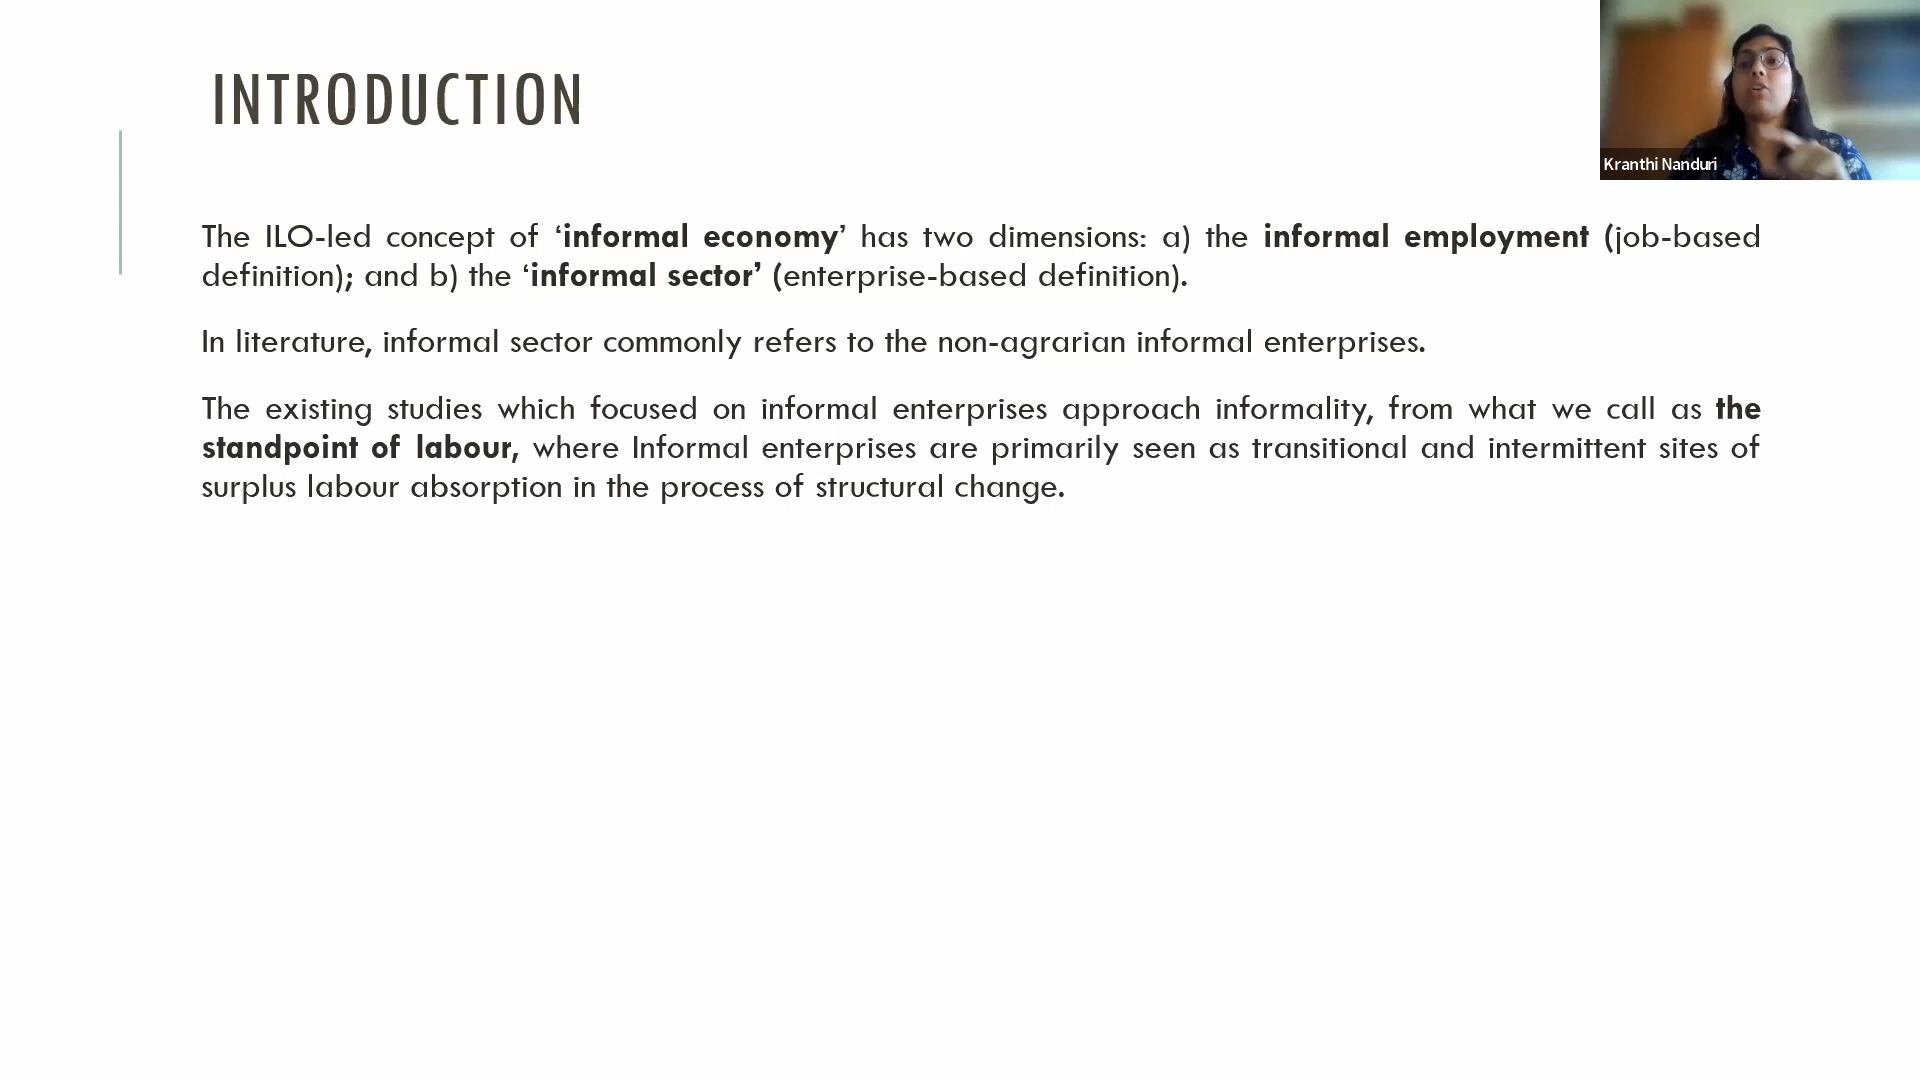 INTRODUCTION
Kranthi Nanduri
The ILO-led concept of ‘informal economy’ has two dimensions: a) the informal employment (job-based
definition); and b) the ‘informal sector’ (enterprise-based definition).
In literature, informal sector commonly refers to the non-agrarian informal enterprises.
The existing studies which focused on informal enterprises approach informality, from what we call as the
standpoint of labour, where Informal enterprises are primarily seen as transitional and intermittent sites of
surplus labour absorption in the process of structural change.